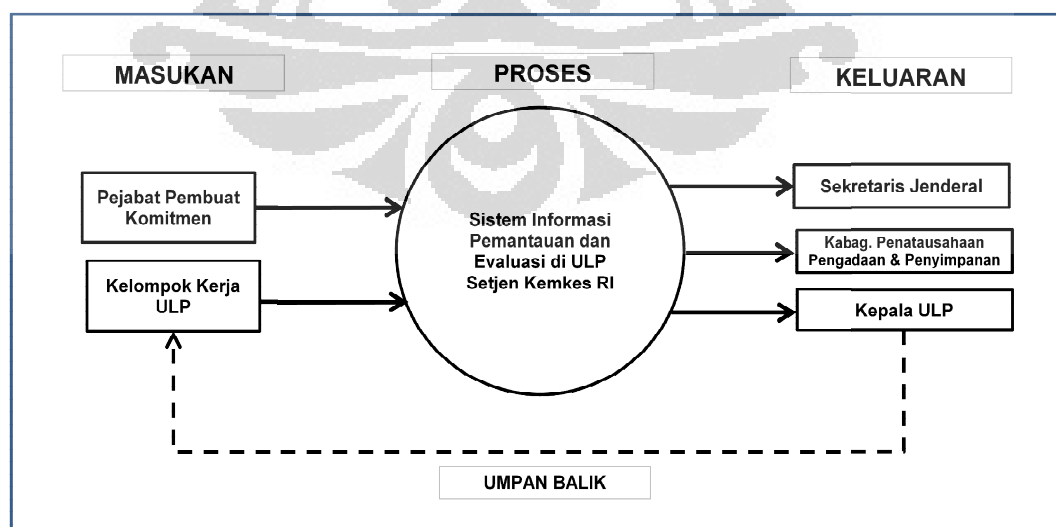 MASUKAN
PROSES
KELUARAN
Pejabat Pembuat
Komitmen
Kelompok Kerja
ULP
Sistem Informasi
Pemantauan dan
Evaluasi di ULP
Setjen Kemkes RI
Sekretaris Jenderal
Kabag. Penatausahaan
Pengadaan & Penyimpanan
Kepala ULP
UMPAN BALIK